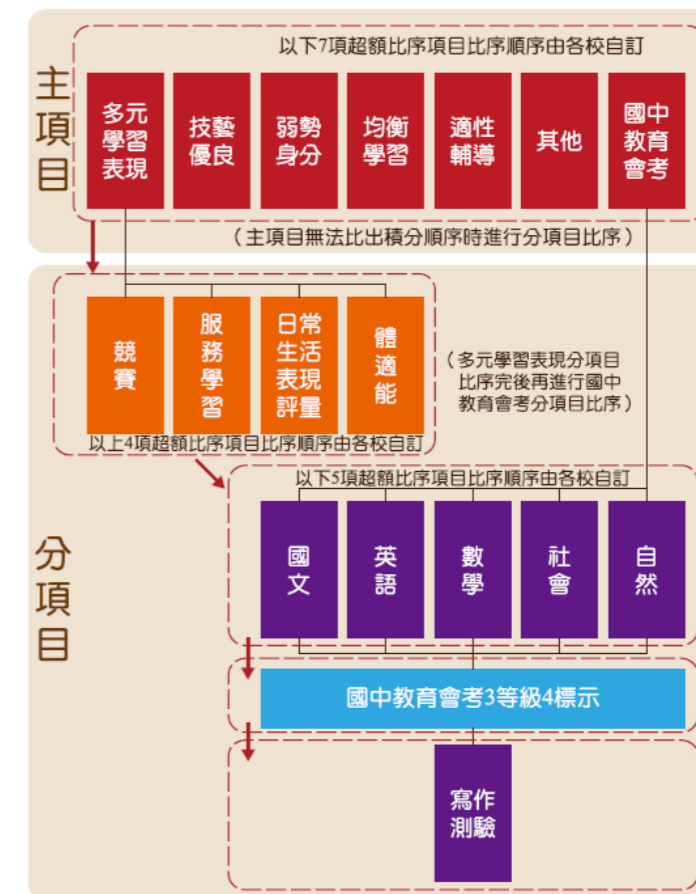 主項目
以下7項超額比序項目比序順序由各校自訂
多元
學習
表現
技藝
優良
弱勢
身分
均衡
學習
適性
輔導
其他
國中
教育
會考
（主項目無法比出積分順序時進行分項目比序）
分項目
競賽
服務學習
日常
生活
表現
評量
體適能
（多元學習表現分項目
比序完後再進行國中
教育會考分項目比序）
以上4項超額比序項目比序順序由各校自訂
以下5項超額比序項目比序順序由各校自訂
國文
英語
數學
社會
自然
國中教育會考3等級4標示
寫作
測驗